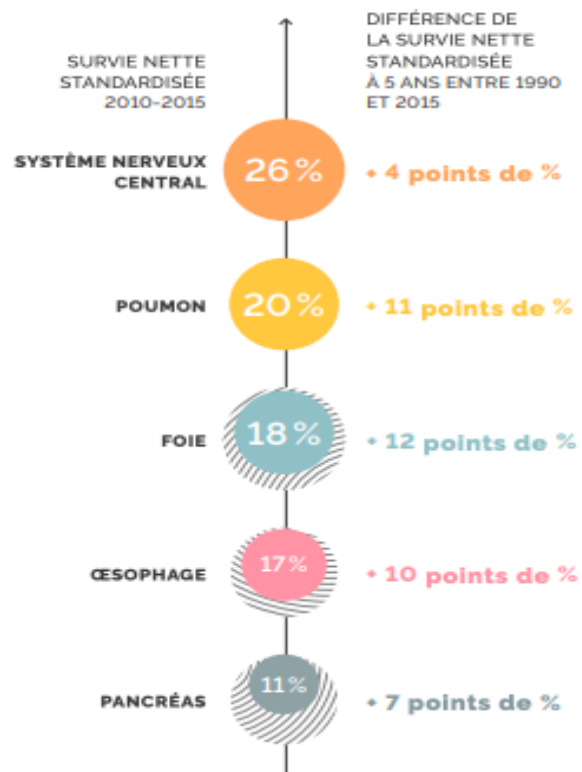 SURVIE NETTE
STANDARDISÉE
2010-2015
DIFFÉRENCE DE
LA SURVIE NETTE
STANDARDISÉE
À 5 ANS ENTRE 1990
ET 2015
SYSTÈME NERVEUX
CENTRAL
26 %
+ 4 points de %
POUMON
20 %
+ 11 points de %
FOIE
18 %
+ 12 points de %
ŒSOPHAGE
17 %
+ 10 points de %
PANCRÉAS
11 %
+ 7 points de %